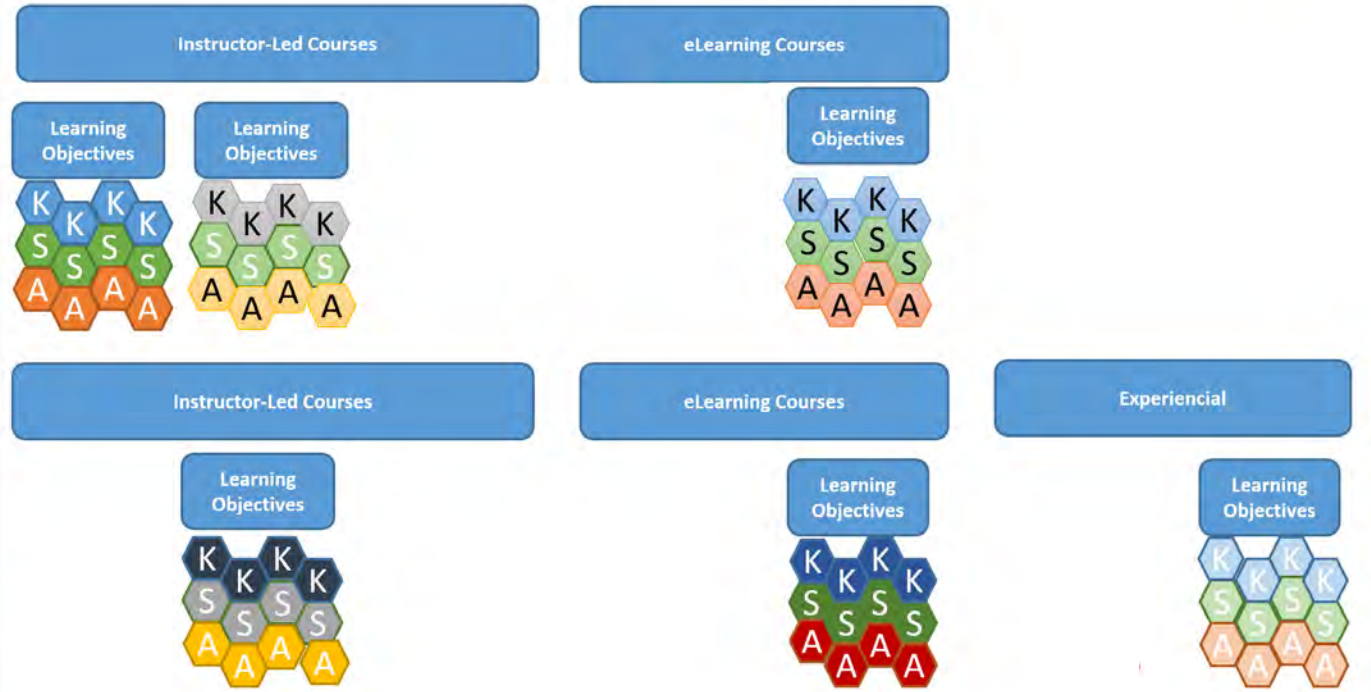 Instructor-Led Courses
eLearning Courses
Learning
Objectives
Learning
Objectives
Learning
Objectives
K K K K
S S S S
A A A A
K K K K
S S S S
A A A A
K K K K
S S S S
A A A A
Instructor-Led Courses
eLearning Courses
Experiencial
Learning
Objectives
Learning
Objectives
Learning
Objectives
K K K K
S S S S
A A A A
K K K K
S S S S
A A A A
K K K K
S S S S
A A A A